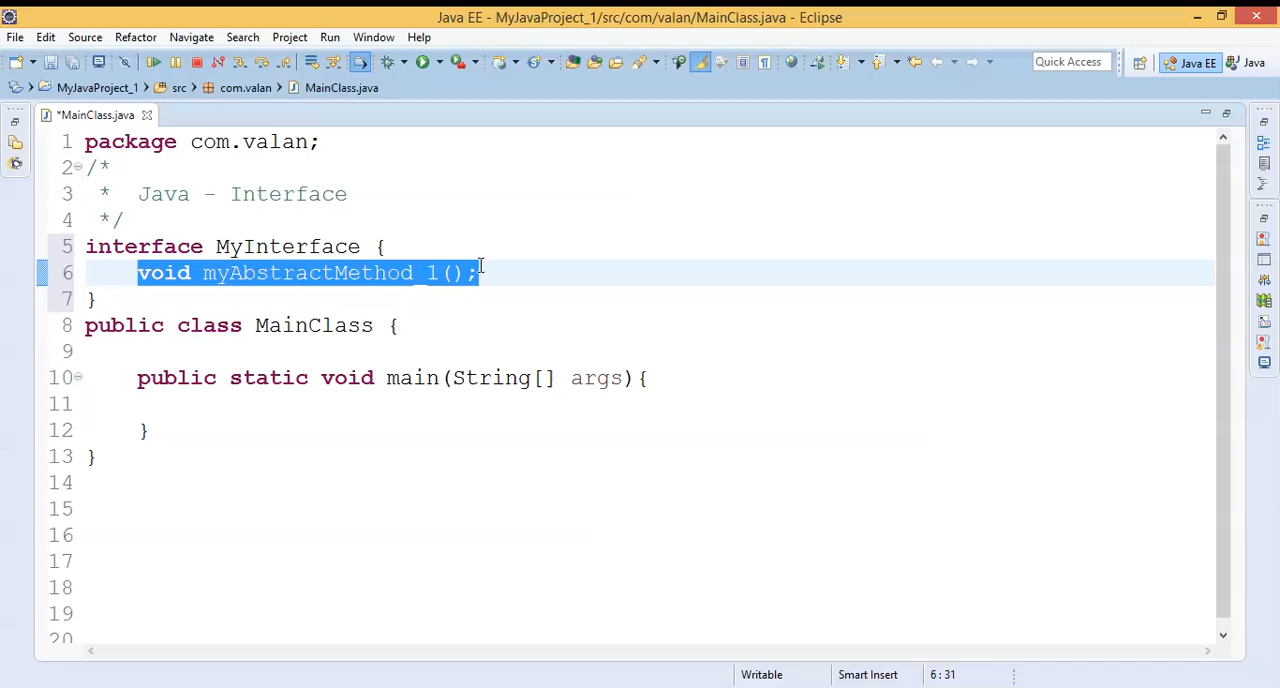 Java EE - MyJavaProject_1/src/com/valan/MainClass.java - Eclipse
File Edit Source Refactor Navigate Search Project Run Window Help
Quick Access
Java EE
Java
MyJavaProject_1
src
com.valan
MainClass.java
*MainClass.java
1 package com.valan;
2 /*
3 * Java - Interface
4 */
5 interface MyInterface {
6 void myAbstractMethod_1();
7 }
8 public class MainClass {
9
10 public static void main(String[] args){
11
12 }
13 }
14
15
16
17
18
19
20
Writable
Smart Insert
6 : 31